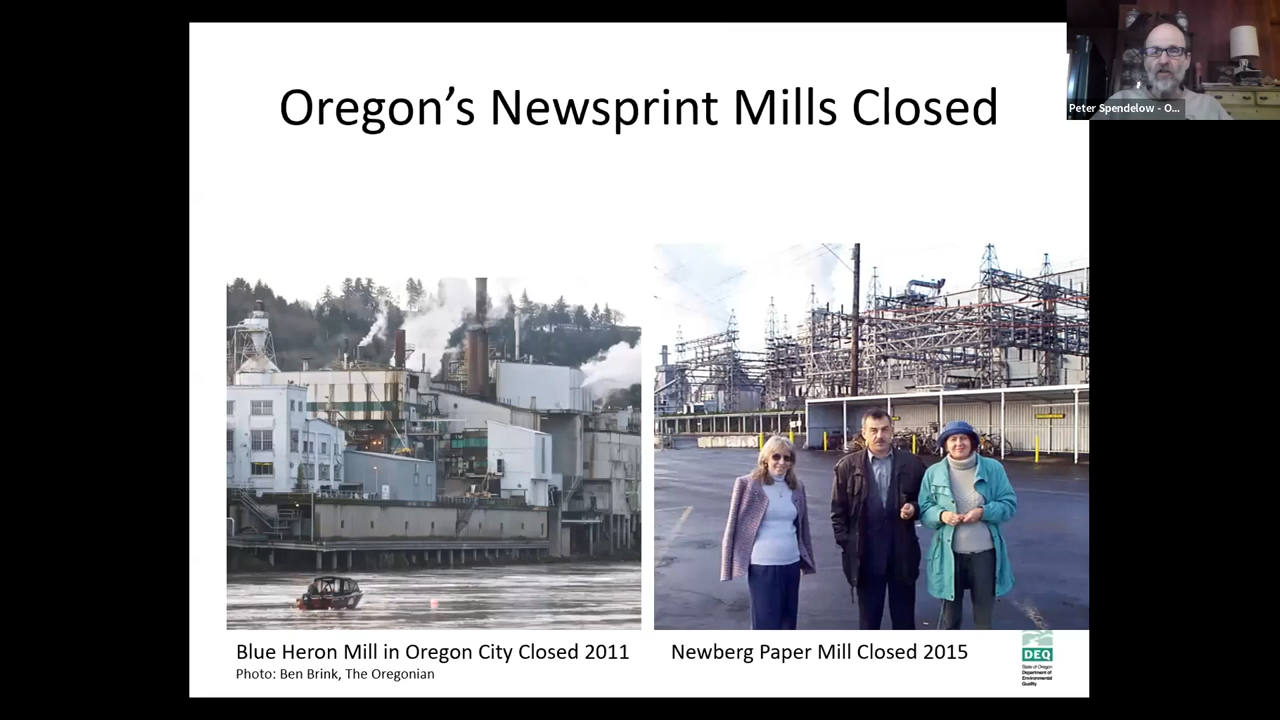 Oregon's Newsprint Mills Closed
Peter Spendelow - O...
Blue Heron Mill in Oregon City Closed 2011
Photo: Ben Brink, The Oregonian
Newberg Paper Mill Closed 2015
DEQ
State of Oregon
Department of
Environmental
Quality